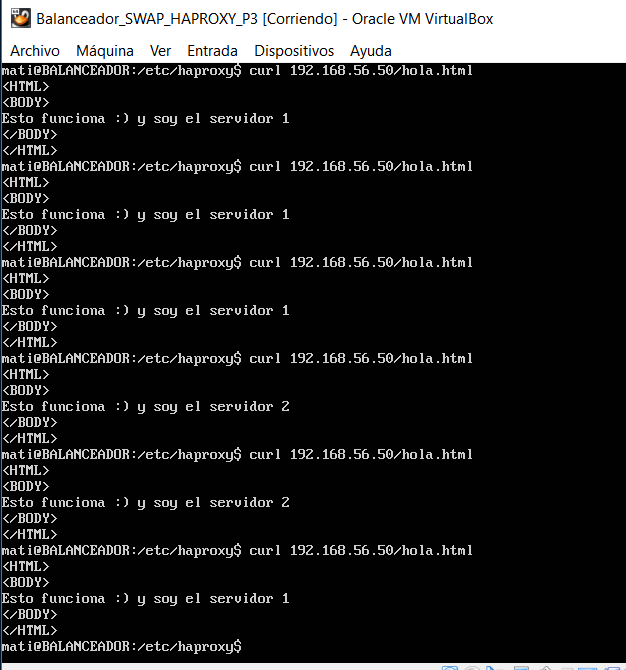 Balanceador_SWAP_HAPROXY_P3 [Corriendo] - Oracle VM VirtualBox
Archivo Máquina Ver Entrada Dispositivos Ayuda
mati@BALANCEADOR:/etc/haproxy$ curl 192.168.56.50/hola.html
<HTML>
<BODY>
Esto funciona :) y soy el servidor 1
</BODY>
</HTML>
mati@BALANCEADOR:/etc/haproxy$ curl 192.168.56.50/hola.html
<HTML>
<BODY>
Esto funciona :) y soy el servidor 1
</BODY>
</HTML>
mati@BALANCEADOR:/etc/haproxy$ curl 192.168.56.50/hola.html
<HTML>
<BODY>
Esto funciona :) y soy el servidor 1
</BODY>
</HTML>
mati@BALANCEADOR:/etc/haproxy$ curl 192.168.56.50/hola.html
<HTML>
<BODY>
Esto funciona :) y soy el servidor 2
</BODY>
</HTML>
mati@BALANCEADOR:/etc/haproxy$ curl 192.168.56.50/hola.html
<HTML>
<BODY>
Esto funciona :) y soy el servidor 2
</BODY>
</HTML>
mati@BALANCEADOR:/etc/haproxy$ curl 192.168.56.50/hola.html
<HTML>
<BODY>
Esto funciona :) y soy el servidor 1
</BODY>
</HTML>
mati@BALANCEADOR:/etc/haproxy$